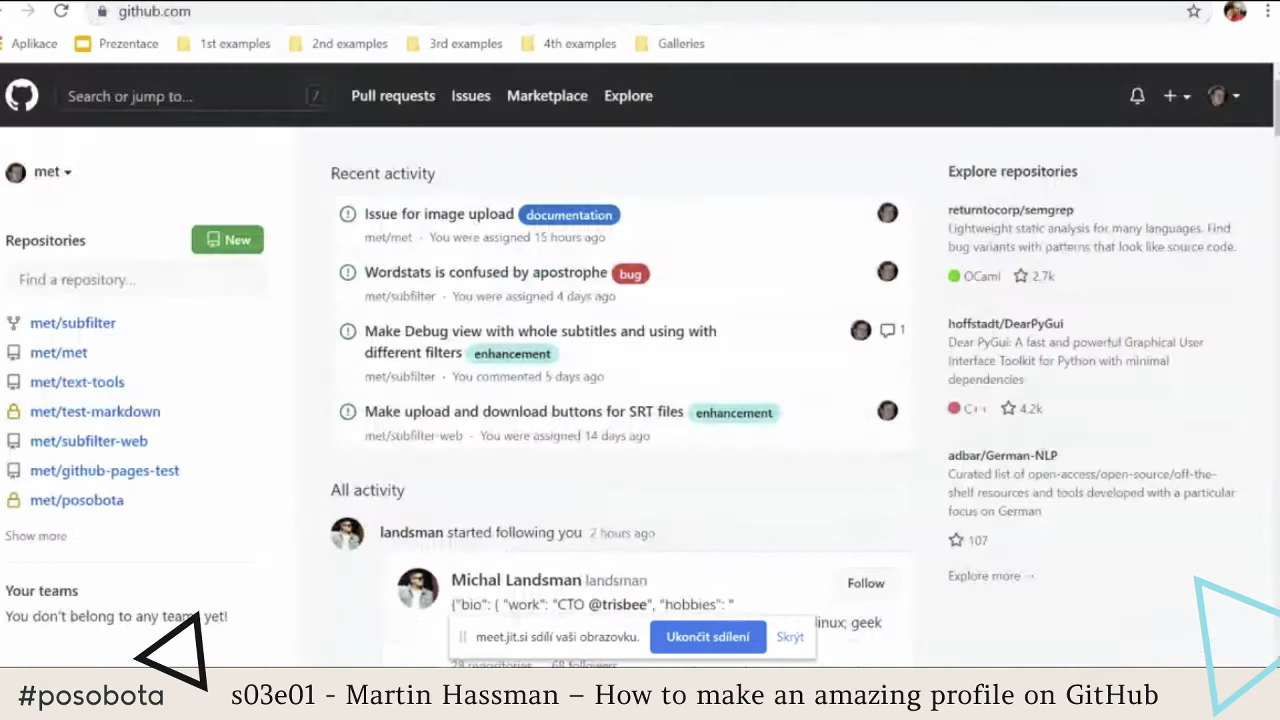 github.com
Aplikace Prezentace 1st examples 2nd examples 3rd examples 4th examples Galleries
Search or jump to... / Pull requests Issues Marketplace Explore
met
Repositories New
Find a repository...
met/subfilter
met/met
met/text-tools
met/test-markdown
met/subfilter-web
met/github-pages-test
met/posobota
Show more
Your teams
You don't belong to any teams yet!
Recent activity
Issue for image upload documentation
met/met · You were assigned 15 hours ago
Wordstats is confused by apostrophe bug
met/subfilter · You were assigned 4 days ago
Make Debug view with whole subtitles and using with 1
different filters enhancement
met/subfilter · You commented 5 days ago
Make upload and download buttons for SRT files enhancement
met/subfilter-web · You were assigned 14 days ago
All activity
landsman started following you 2 hours ago
Michal Landsman landsman Follow
{"bio": { "work": "CTO @trisbee", "hobbies": "
linux; geek
meet.jit.si sdílí vaši obrazovku. Ukončit sdílení Skrýt
28 repositories 68 followers
Explore repositories
returntocorp/semgrep
Lightweight static analysis for many languages. Find
bug variants with patterns that look like source code.
OCaml 2.7k
hoffstadt/DearPyGui
Dear PyGui: A fast and powerful Graphical User
Interface Toolkit for Python with minimal
dependencies
C++ 4.2k
adbar/German-NLP
Curated list of open-access/open-source/off-the-
shelf resources and tools developed with a particular
focus on German
107
Explore more →
#posobota s03e01 - Martin Hassman – How to make an amazing profile on GitHub